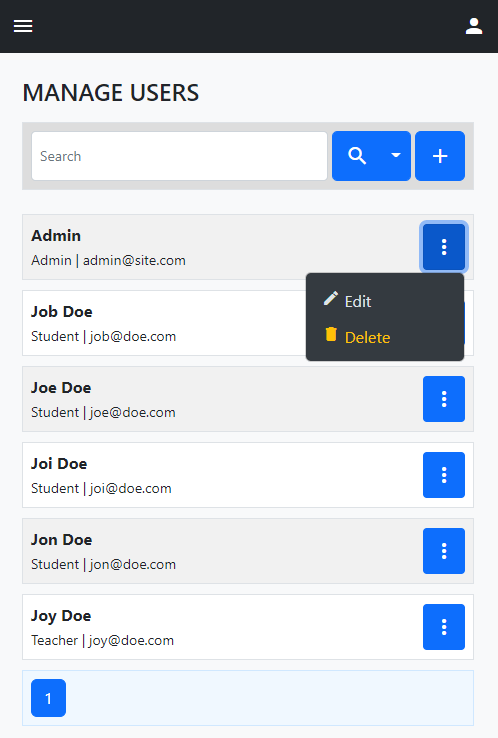 MANAGE USERS
Search
Admin
Admin | admin@site.com
Edit
Delete
Job Doe
Student | job@doe.com
Joe Doe
Student | joe@doe.com
Joi Doe
Student | joi@doe.com
Jon Doe
Student | jon@doe.com
Joy Doe
Teacher | joy@doe.com
1